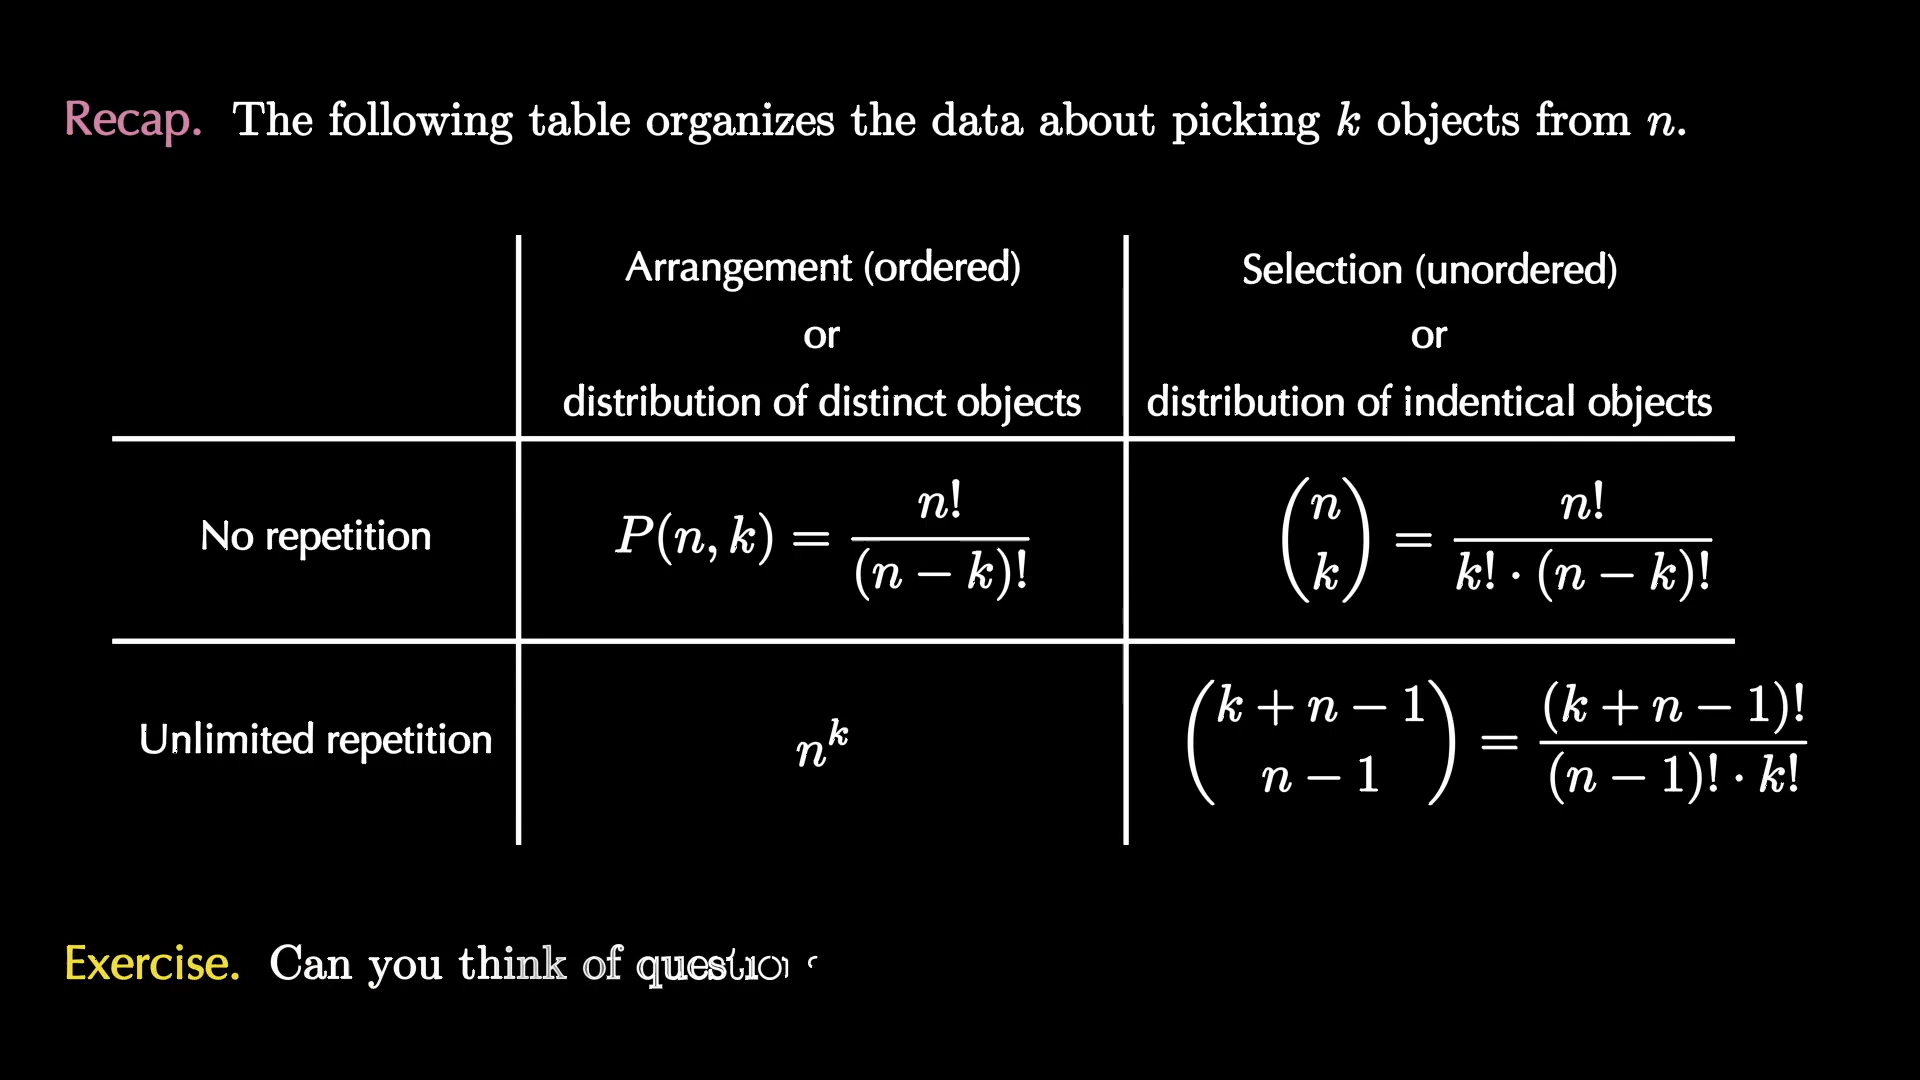 Recap. The following table organizes the data about picking k objects from n.
Arrangement (ordered)
or
distribution of distinct objects
Selection (unordered)
or
distribution of indentical objects
No repetition
P(n, k) = n! / (n − k)!
(n k) = n! / k! · (n − k)!
Unlimited repetition
n^k
(k + n − 1 n − 1) = (k + n − 1)! / (n − 1)! · k!
Exercise. Can you think of question